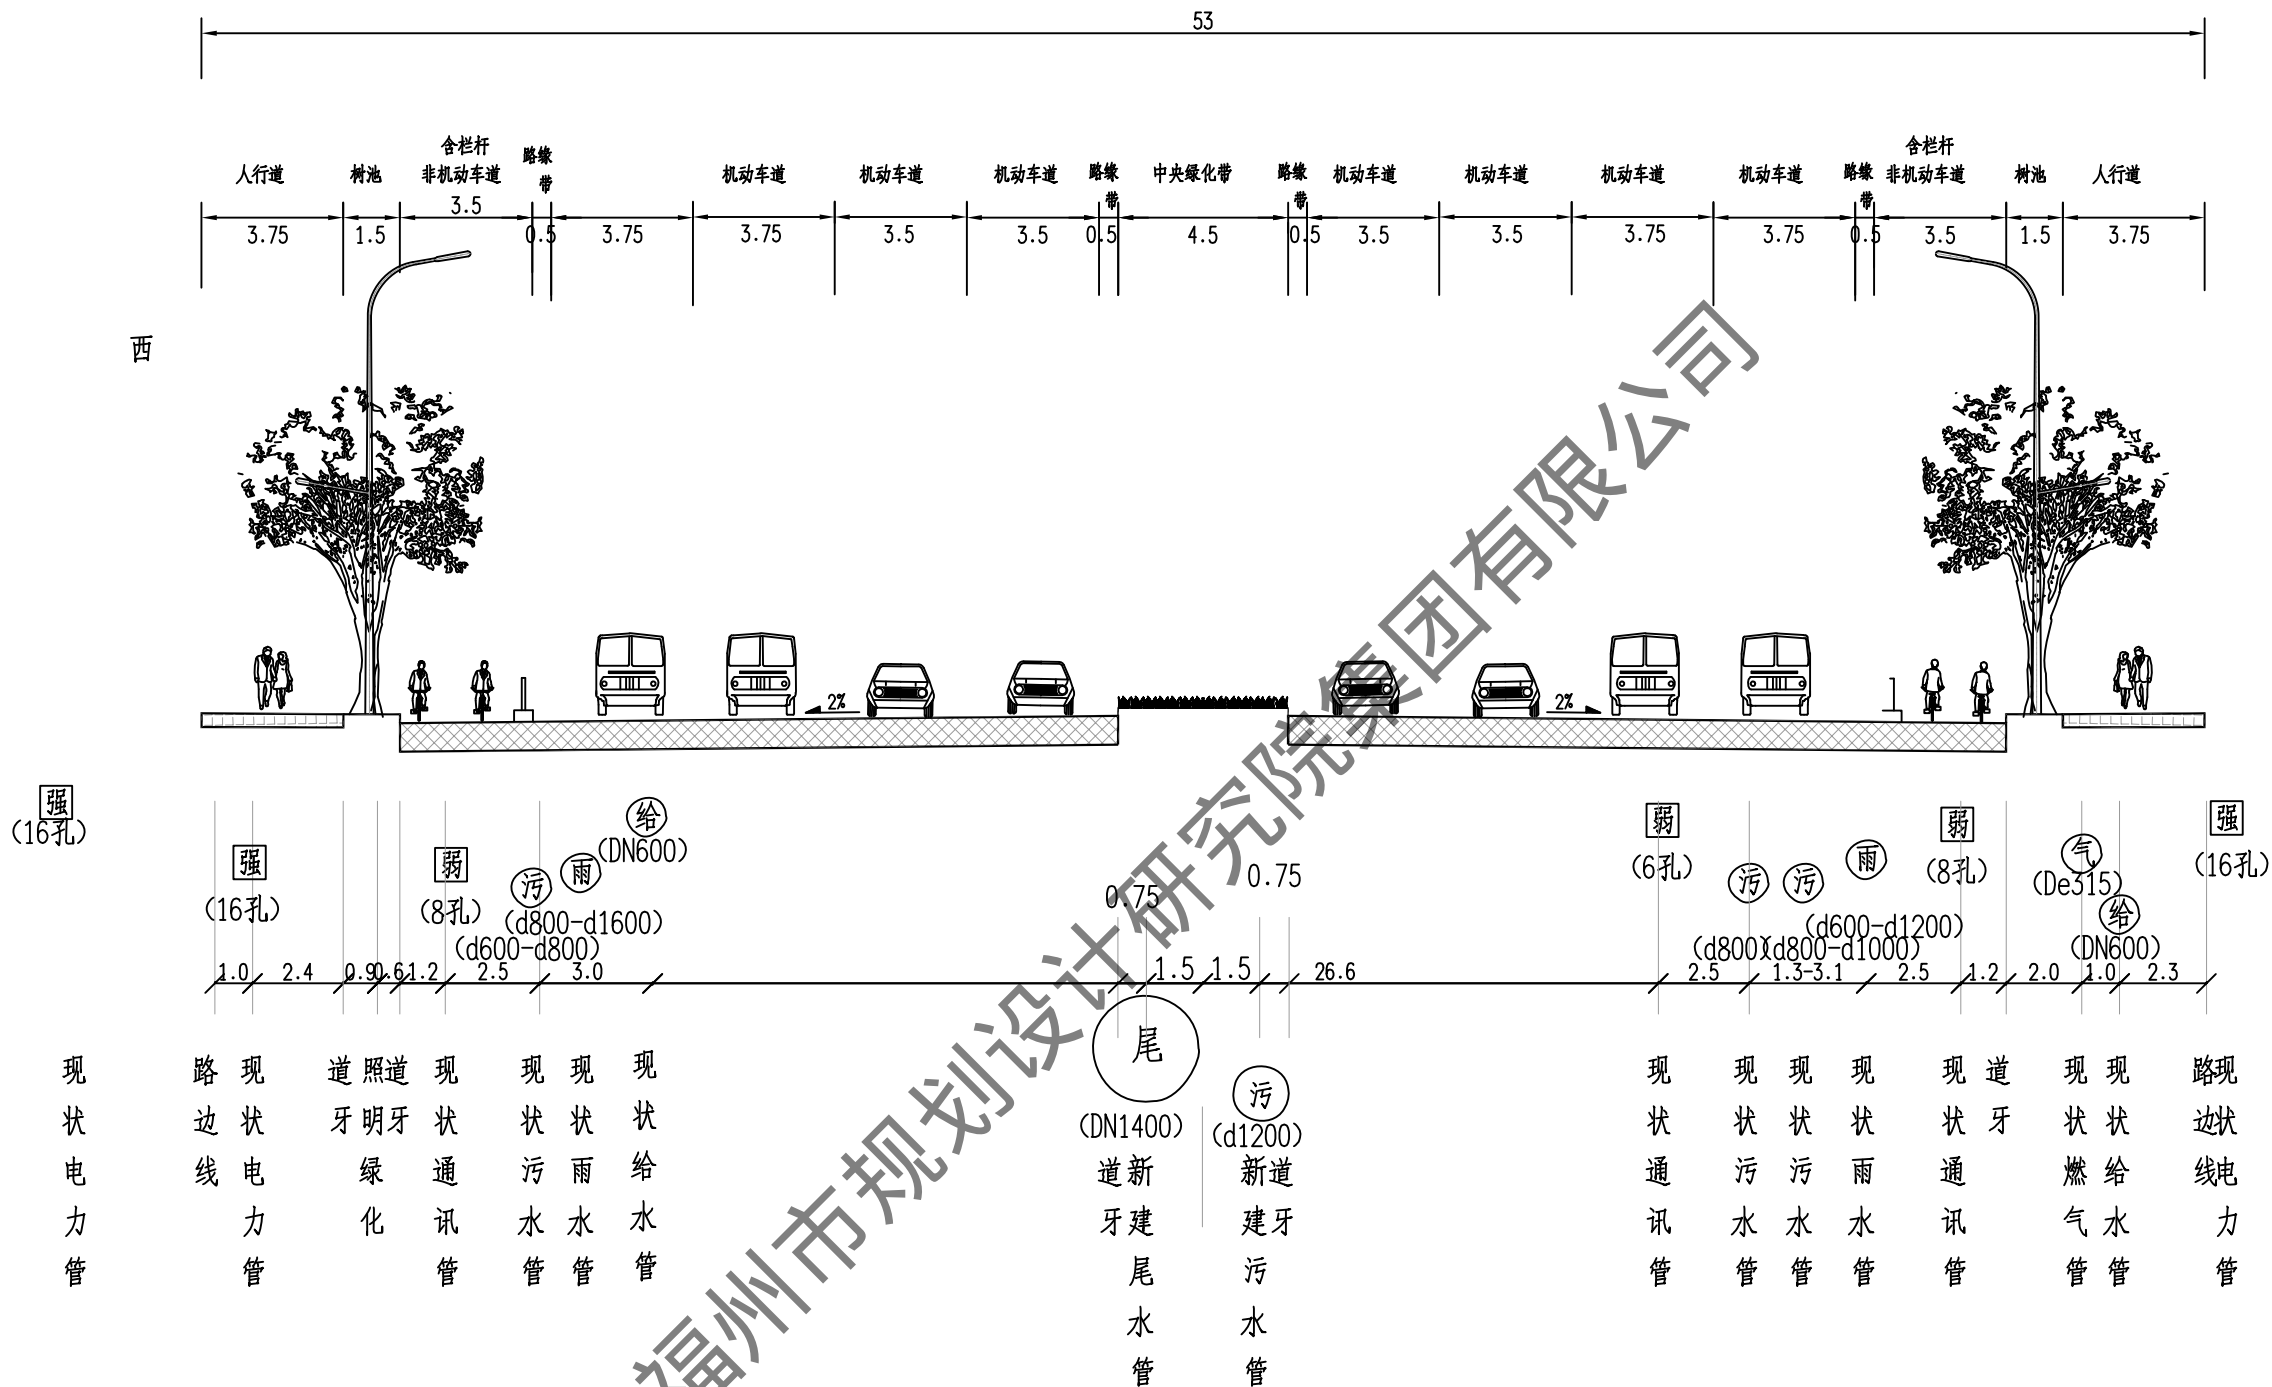 53
含栏杆
含栏杆
人行道 树池 非机动车道 路缘带 机动车道 机动车道 机动车道 路缘带 中央绿化带 路缘带 机动车道 机动车道 机动车道 机动车道 路缘带 非机动车道 树池 人行道
3.75 1.5 3.5 0.5 3.75 3.75 3.5 3.5 0.5 4.5 0.5 3.5 3.5 3.75 3.75 0.5 3.5 1.5 3.75
西
2% 2%
强
(16孔)
强
(16孔)
弱
(8孔)
污
(d600-d800)
雨
(d800-d1600)
给
(DN600)
0.75
0.75
弱
(6孔)
污
(d800)
污
(d800-d1000)
雨
(d600-d1200)
弱
(8孔)
气
(De315)
给
(DN600)
强
(16孔)
1.0 2.4 0.9 0.6 1.2 2.5 3.0 1.5 1.5 26.6 2.5 1.3-3.1 2.5 1.2 2.0 1.0 2.3
尾
(DN1400)
污
(d1200)
现状电力管
路边线
现状电力管
道牙
照明绿化
道牙
现状通讯管
现状污水管
现状雨水管
现状给水管
道牙
新建尾水管
新建污水管
道牙
现状通讯管
现状污水管
现状污水管
现状雨水管
现状通讯管
道牙
现状燃气管
现状给水管
路边线
现状电力管
福州市规划设计研究院集团有限公司